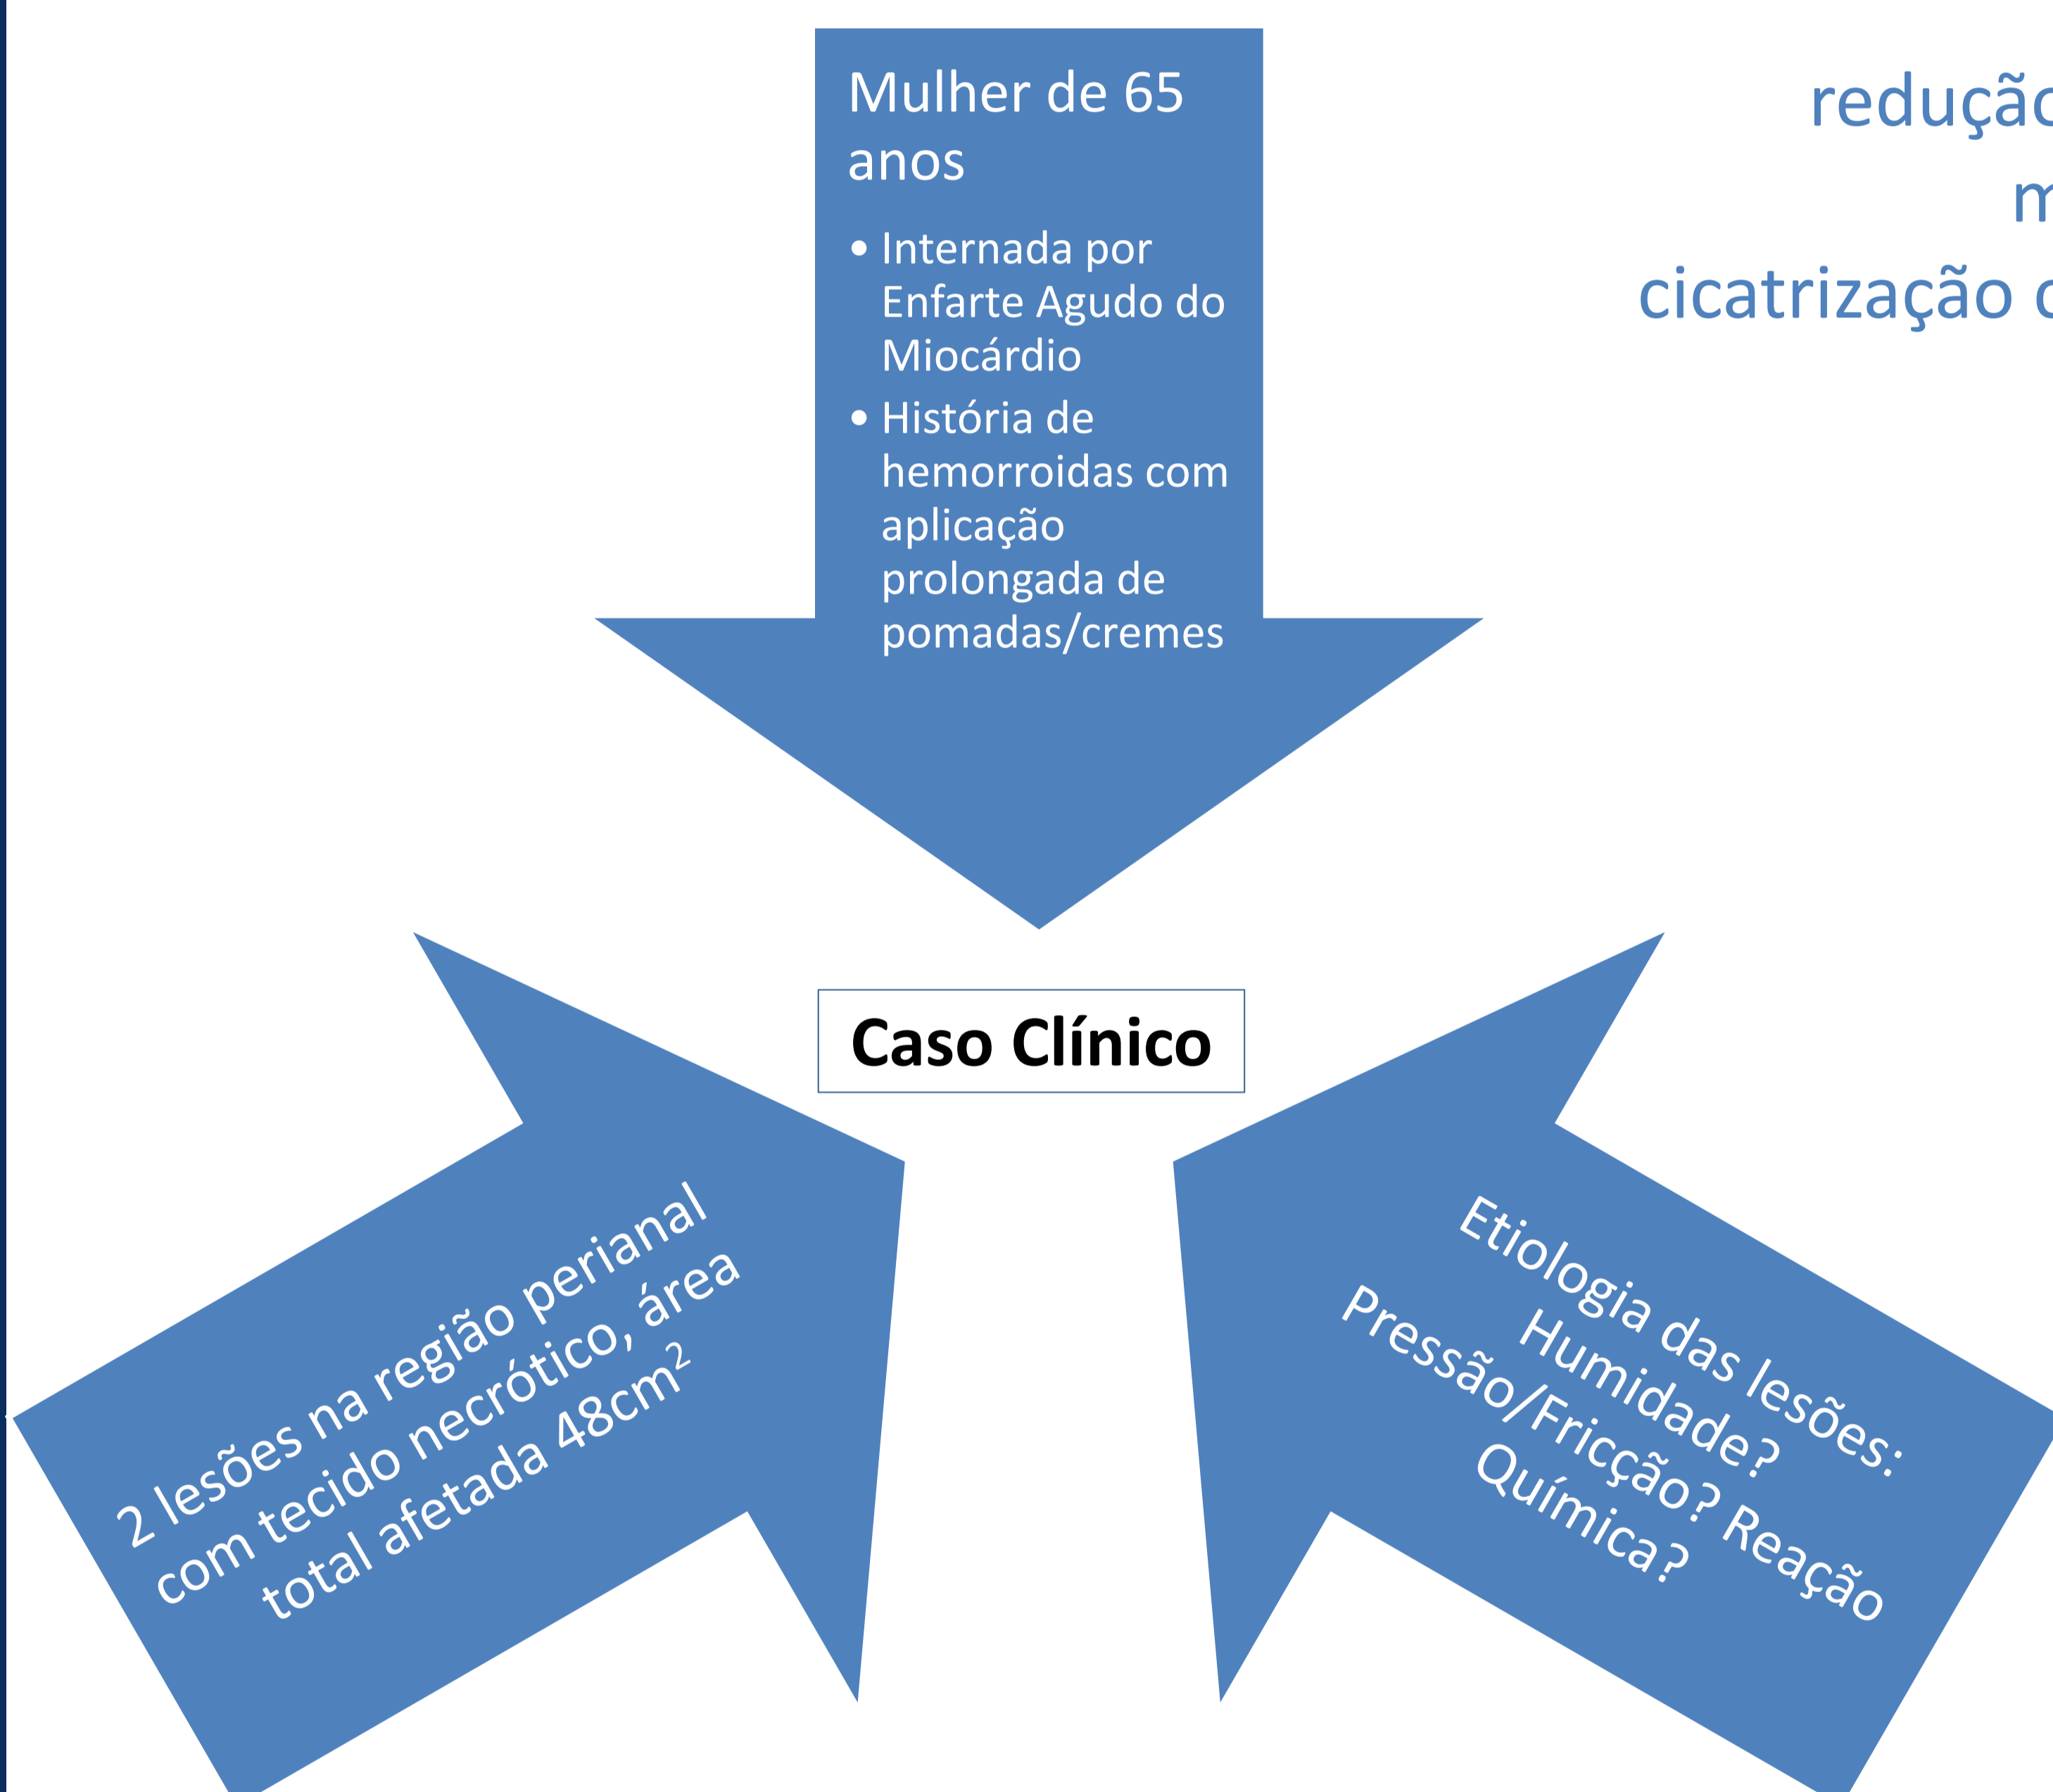 Mulher de 65
anos
• Internada por
Enfarte Agudo do
Miocárdio
• História de
hemorroidas com
aplicação
prolongada de
pomadas/cremes
Caso Clínico
2 lesões na região perianal
com tecido necrótico, área
total afetada 48cm²
Etiologia das lesões:
Humidade?
Pressão/Fricção? Reação
Química?
cicatrização